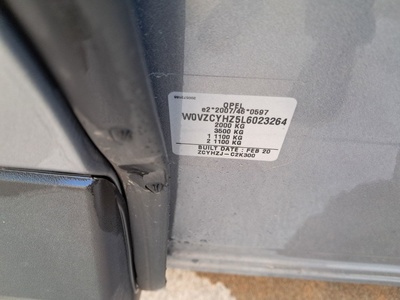 OPEL
e2*2007/46*0597
W0VZCYHZ5L6023264
2000 KG
3500 KG
1 1100 KG
2 1100 KG
BUILT DATE : FEB 20
ZCYHZJ-C2K300